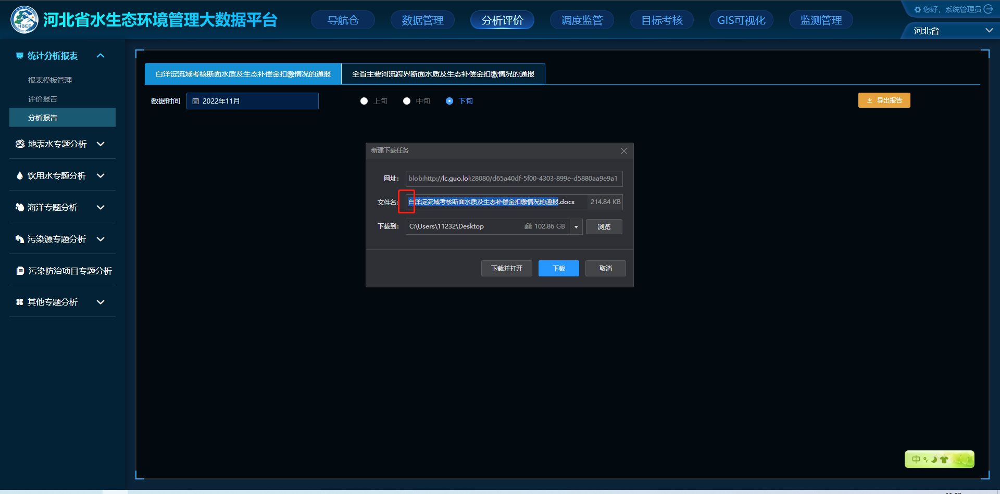 河北省水生态环境管理大数据平台
导航仓
数据管理
分析评价
调度监管
目标考核
GIS可视化
监测管理
您好，系统管理员
河北省
HBEE
统计分析报表
报表模板管理
评价报告
分析报告
地表水专题分析
饮用水专题分析
海洋专题分析
污染源专题分析
污染防治项目专题分析
其他专题分析
白洋淀流域考核断面水质及生态补偿金扣缴情况的通报
全省主要河流跨界断面水质及生态补偿金扣缴情况的通报
数据时间
2022年11月
上旬
中旬
下旬
导出报告
新建下载任务
网址：
blob:http://lc.guo.lol:28080/d65a40df-5f00-4303-899e-d5880aa9e9a1
文件名：
白洋淀流域考核断面水质及生态补偿金扣缴情况的通报.docx
214.84 KB
下载到：
C:\Users\11232\Desktop
剩: 102.86 GB
浏览
下载并打开
下载
取消
中